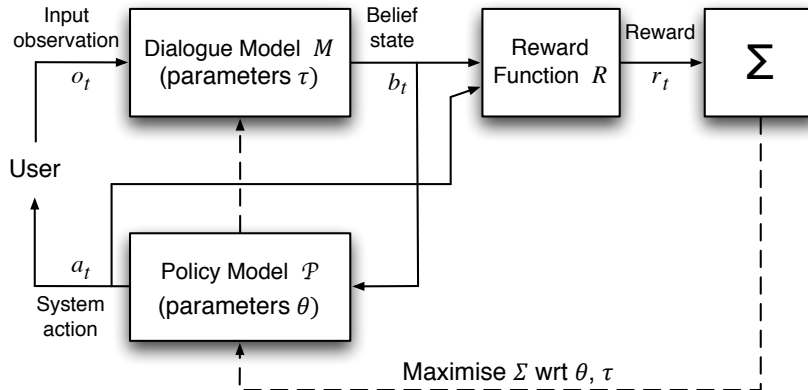 Input
observation
o_t
Dialogue Model M
(parameters τ)
Belief
state
b_t
Reward
Function R
Reward
r_t
Σ
User
a_t
System
action
Policy Model 𝒫
(parameters θ)
Maximise Σ wrt θ, τ